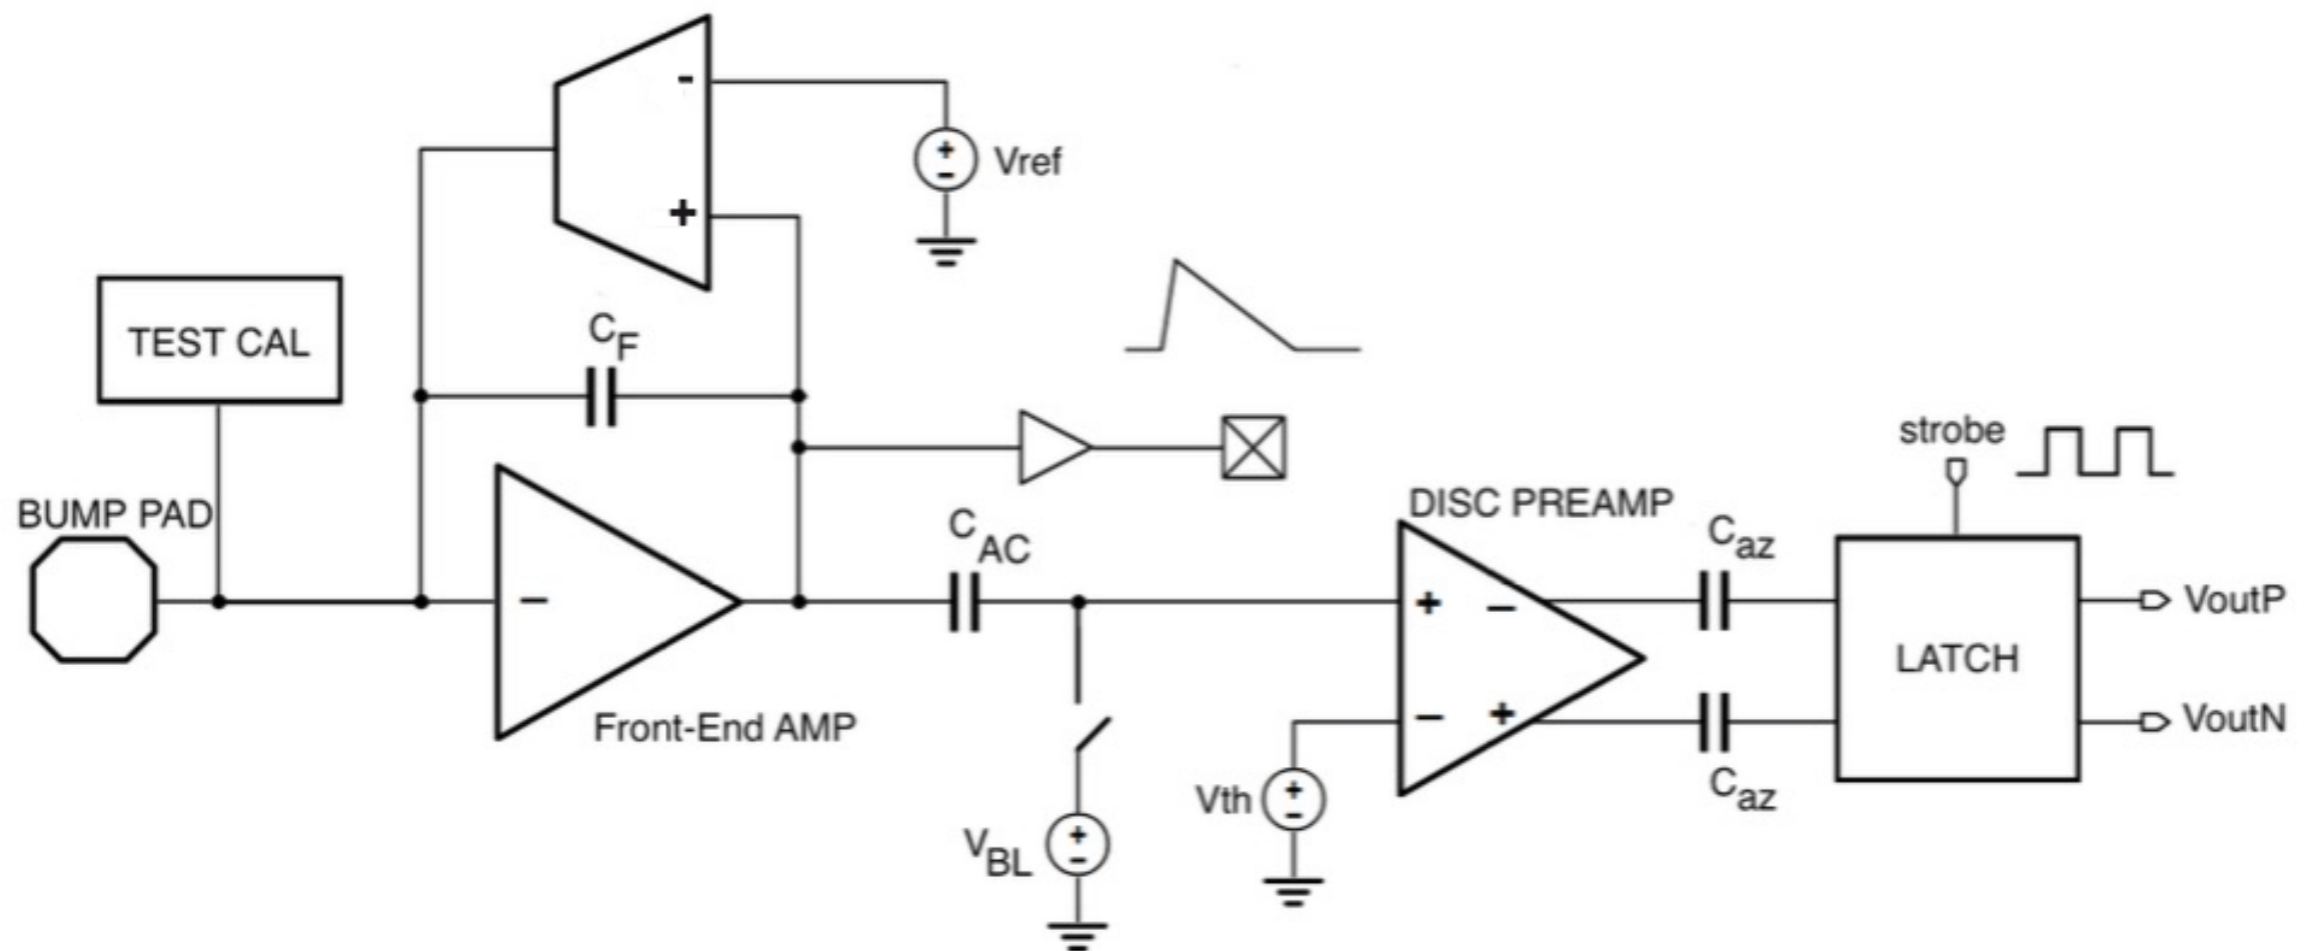 -
+
+
−
Vref
TEST CAL
CF
BUMP PAD
−
Front-End AMP
CAC
+
−
VBL
Vth
+
−
DISC PREAMP
+ −
− +
Caz
Caz
strobe
LATCH
VoutP
VoutN